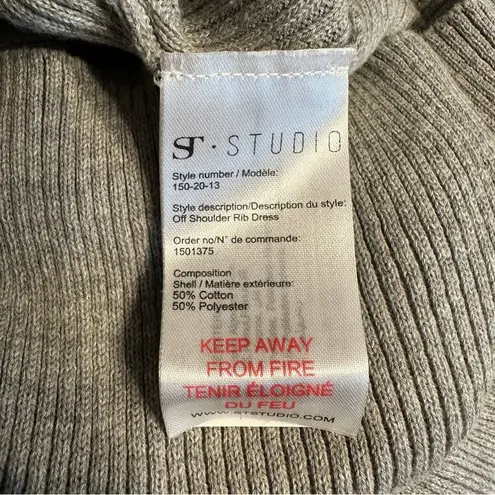 ST · STUDIO
Style number / Modèle:
150-20-13
Style description/Description du style:
Off Shoulder Rib Dress
Order no/N° de commande:
1501375
Composition
Shell / Matière extérieure:
50% Cotton
50% Polyester
KEEP AWAY
FROM FIRE
TENIR ÉLOIGNÉ
DU FEU
WWW.STSTUDIO.COM